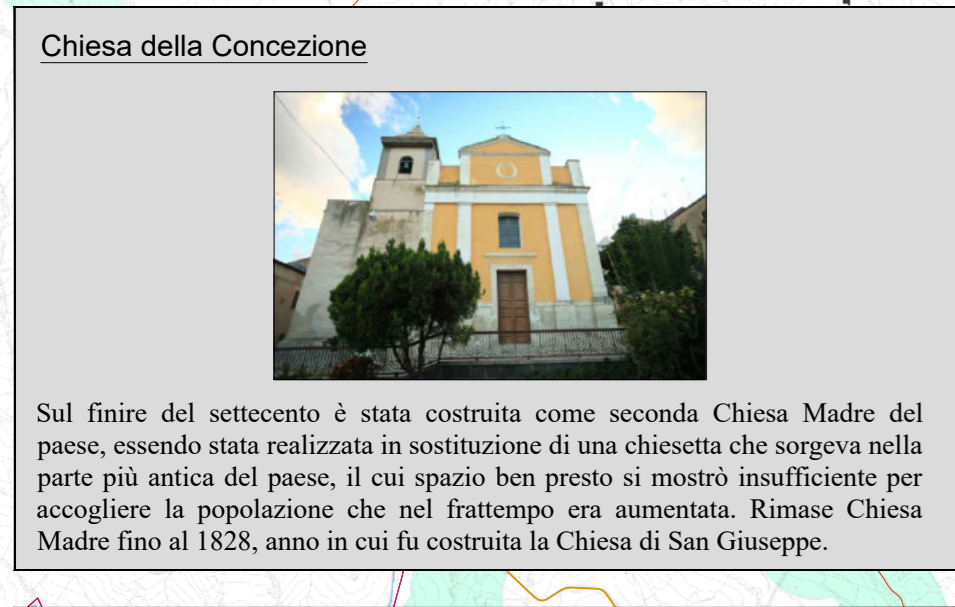 Chiesa della Concezione
Sul finire del settecento è stata costruita come seconda Chiesa Madre del
paese, essendo stata realizzata in sostituzione di una chiesetta che sorgeva nella
parte più antica del paese, il cui spazio ben presto si mostrò insufficiente per
accogliere la popolazione che nel frattempo era aumentata. Rimase Chiesa
Madre fino al 1828, anno in cui fu costruita la Chiesa di San Giuseppe.